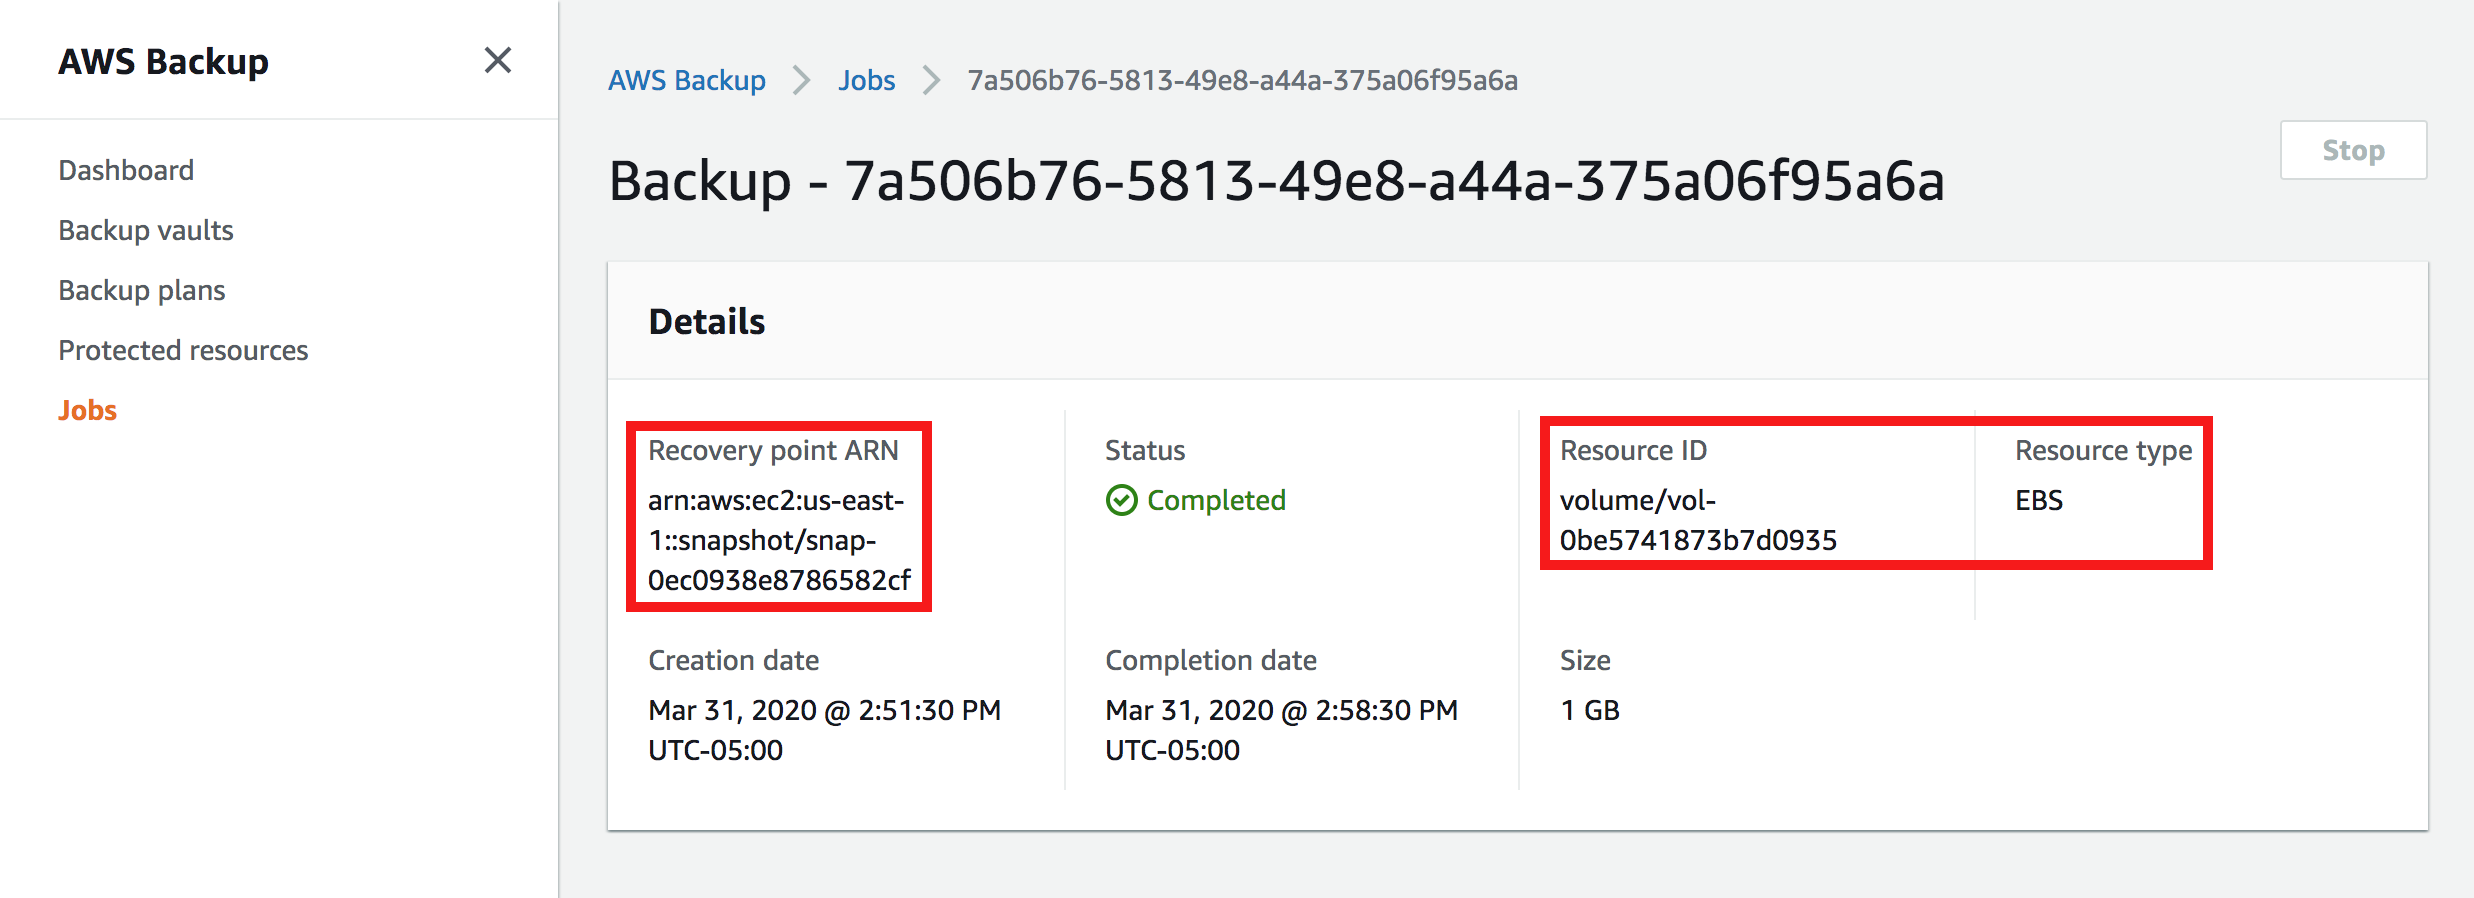 AWS Backup
Dashboard
Backup vaults
Backup plans
Protected resources
Jobs
AWS Backup
Jobs
7a506b76-5813-49e8-a44a-375a06f95a6a
Backup - 7a506b76-5813-49e8-a44a-375a06f95a6a
Stop
Details
Recovery point ARN
arn:aws:ec2:us-east-
1::snapshot/snap-
0ec0938e8786582cf
Status
Completed
Resource ID
volume/vol-
0be5741873b7d0935
Resource type
EBS
Creation date
Mar 31, 2020 @ 2:51:30 PM
UTC-05:00
Completion date
Mar 31, 2020 @ 2:58:30 PM
UTC-05:00
Size
1 GB